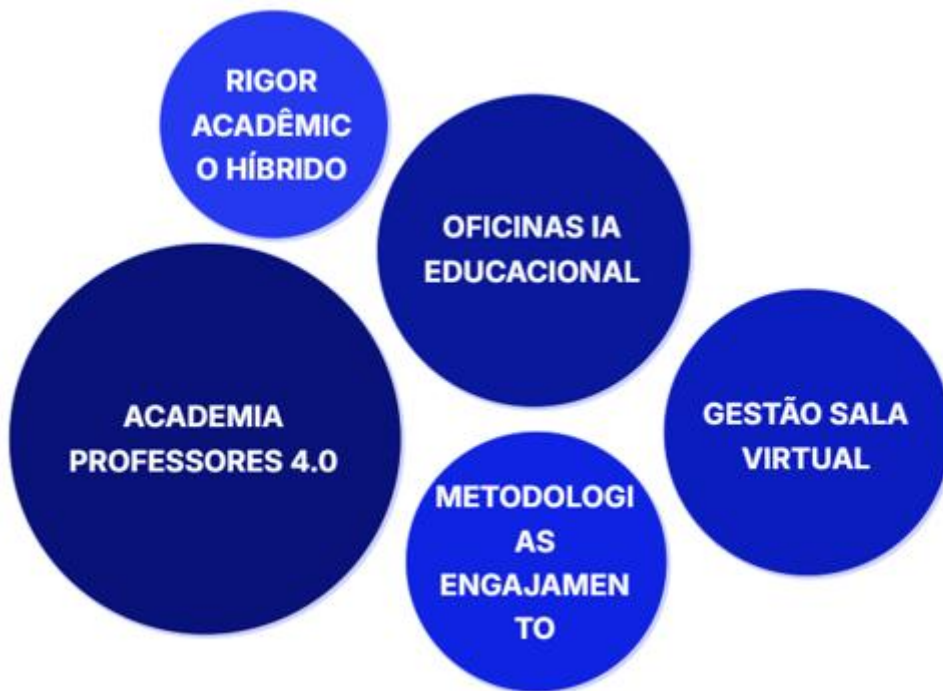 RIGOR
ACADÊMIC
O HÍBRIDO
OFICINAS IA
EDUCACIONAL
ACADEMIA
PROFESSORES 4.0
GESTÃO SALA
VIRTUAL
METODOLOGI
AS
ENGAJAMEN
TO